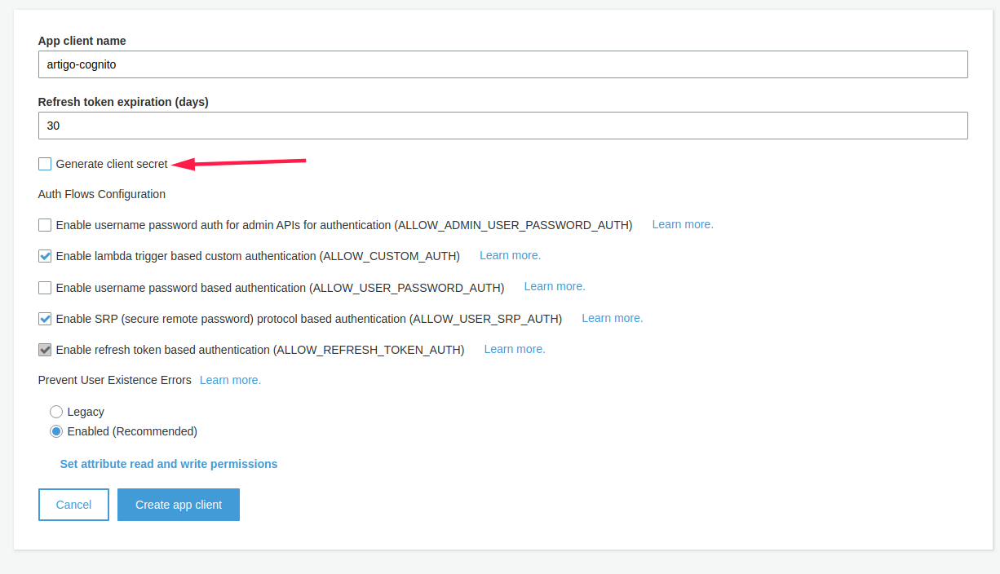 App client name
artigo-cognito
Refresh token expiration (days)
30
Generate client secret
Auth Flows Configuration
Enable username password auth for admin APIs for authentication (ALLOW_ADMIN_USER_PASSWORD_AUTH) Learn more.
Enable lambda trigger based custom authentication (ALLOW_CUSTOM_AUTH) Learn more.
Enable username password based authentication (ALLOW_USER_PASSWORD_AUTH) Learn more.
Enable SRP (secure remote password) protocol based authentication (ALLOW_USER_SRP_AUTH) Learn more.
Enable refresh token based authentication (ALLOW_REFRESH_TOKEN_AUTH) Learn more.
Prevent User Existence Errors Learn more.
Legacy
Enabled (Recommended)
Set attribute read and write permissions
Cancel Create app client